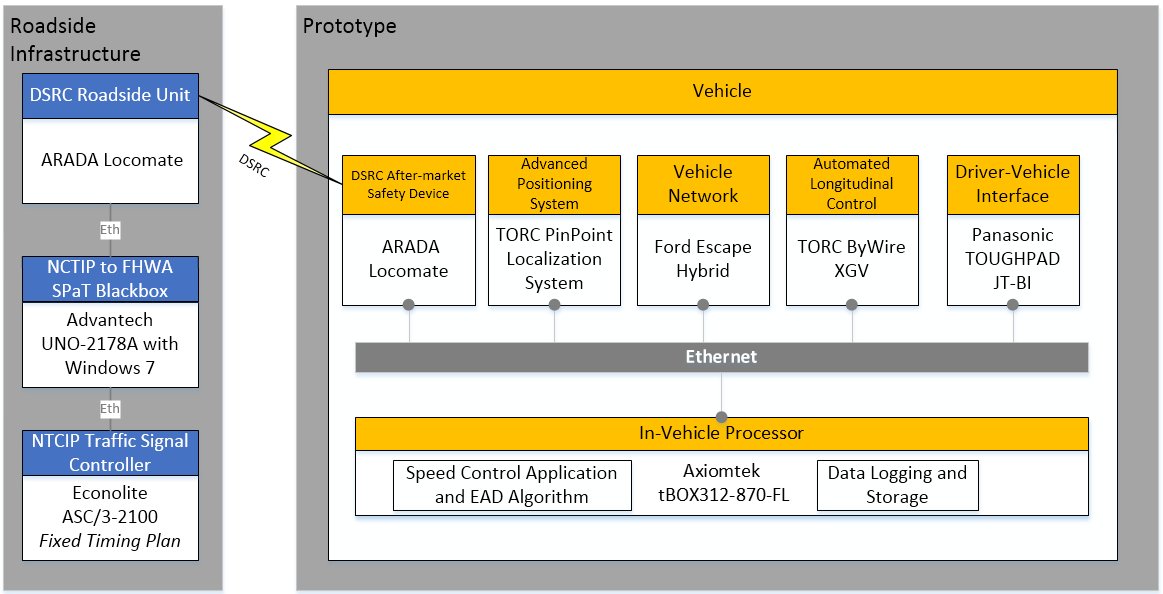 Roadside
Infrastructure
DSRC Roadside Unit
ARADA Locomate
Eth
NCTIP to FHWA
SPaT Blackbox
Advantech
UNO-2178A with
Windows 7
Eth
NTCIP Traffic Signal
Controller
Econolite
ASC/3-2100
Fixed Timing Plan
DSRC
Prototype
Vehicle
DSRC After-market
Safety Device
ARADA
Locomate
Advanced
Positioning
System
TORC PinPoint
Localization
System
Vehicle
Network
Ford Escape
Hybrid
Automated
Longitudinal
Control
TORC ByWire
XGV
Driver-Vehicle
Interface
Panasonic
TOUGHPAD
JT-BI
Ethernet
In-Vehicle Processor
Speed Control Application
and EAD Algorithm
Axiomtek
tBOX312-870-FL
Data Logging and
Storage